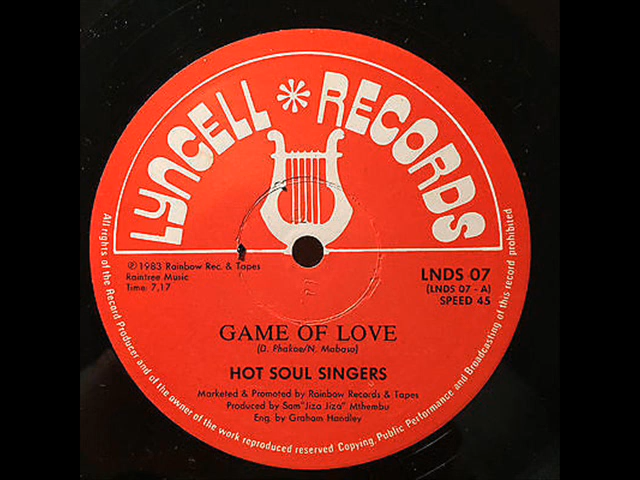 LYNCELL * RECORDS
℗ 1983 Rainbow Rec. & Tapes
Raintree Music
Time: 7,17
LNDS 07
(LNDS 07 - A)
SPEED 45
GAME OF LOVE
(D. Phakoe/N. Mabaso)
HOT SOUL SINGERS
Marketed & Promoted by Rainbow Records & Tapes
Produced by Sam "Jiza Jiza" Mthembu
Eng. by Graham Handley
All rights of the Record Producer and of the owner of the work reproduced reserved Copying, Public Performance and Broadcasting of this record prohibited